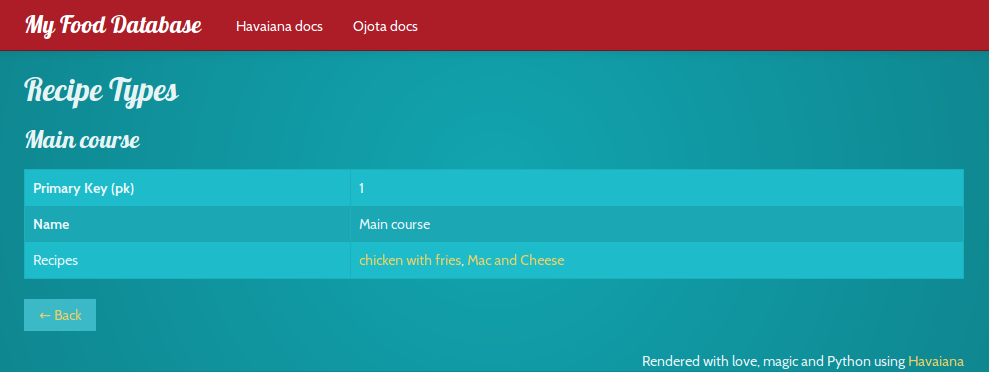 My Food Database Havaiana docs Ojota docs
Recipe Types
Main course
Primary Key (pk) 1
Name Main course
Recipes chicken with fries, Mac and Cheese
← Back
Rendered with love, magic and Python using Havaiana